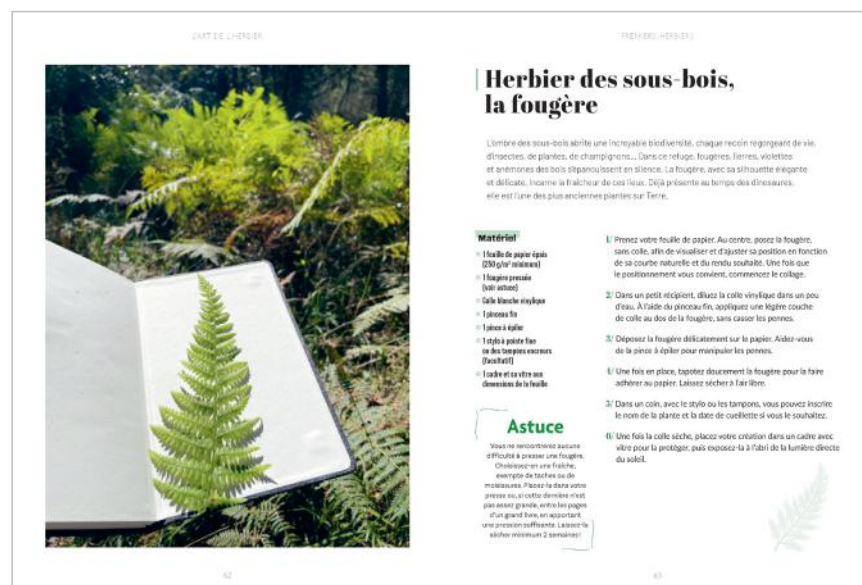 L'ART DE L'HERBIER
PREMIERS HERBIERS
Herbier des sous-bois,
la fougère
L'ombre des sous-bois abrite une incroyable biodiversité, chaque recoin regorgeant de vie,
d'insectes, de plantes, de champignons... Dans ce refuge, fougères, lierres, violettes
et anémones des bois s'épanouissent en silence. La fougère, avec sa silhouette élégante
et délicate, incarne la fraîcheur de ces lieux. Déjà présente au temps des dinosaures,
elle est l'une des plus anciennes plantes sur Terre.
Matériel
1 feuille de papier épais
(250 g/m² minimum)
1 fougère pressée
(voir astuce)
Colle blanche vinylique
1 pinceau fin
1 pince à épiler
1 stylo à pointe fine
ou des tampons encreurs
(facultatif)
1 cadre et sa vitre aux
dimensions de la feuille
Astuce
Vous ne rencontrerez aucune
difficulté à presser une fougère.
Choisissez-en une fraîche,
exempte de taches ou de
moisissures. Placez-la dans votre
presse ou, si cette dernière n'est
pas assez grande, entre les pages
d'un grand livre, en apportant
une pression suffisante. Laissez-la
sécher minimum 2 semaines!
1/ Prenez votre feuille de papier. Au centre, posez la fougère,
sans colle, afin de visualiser et d'ajuster sa position en fonction
de sa courbe naturelle et du rendu souhaité. Une fois que
le positionnement vous convient, commencez le collage.
2/ Dans un petit récipient, diluez la colle vinylique dans un peu
d'eau. À l'aide du pinceau fin, appliquez une légère couche
de colle au dos de la fougère, sans casser les pennes.
3/ Déposez la fougère délicatement sur le papier. Aidez-vous
de la pince à épiler pour manipuler les pennes.
4/ Une fois en place, tapotez doucement la fougère pour la faire
adhérer au papier. Laissez sécher à l'air libre.
5/ Dans un coin, avec le stylo ou les tampons, vous pouvez inscrire
le nom de la plante et la date de cueillette si vous le souhaitez.
6/ Une fois la colle sèche, placez votre création dans un cadre avec
vitre pour la protéger, puis exposez-la à l'abri de la lumière directe
du soleil.
62
63